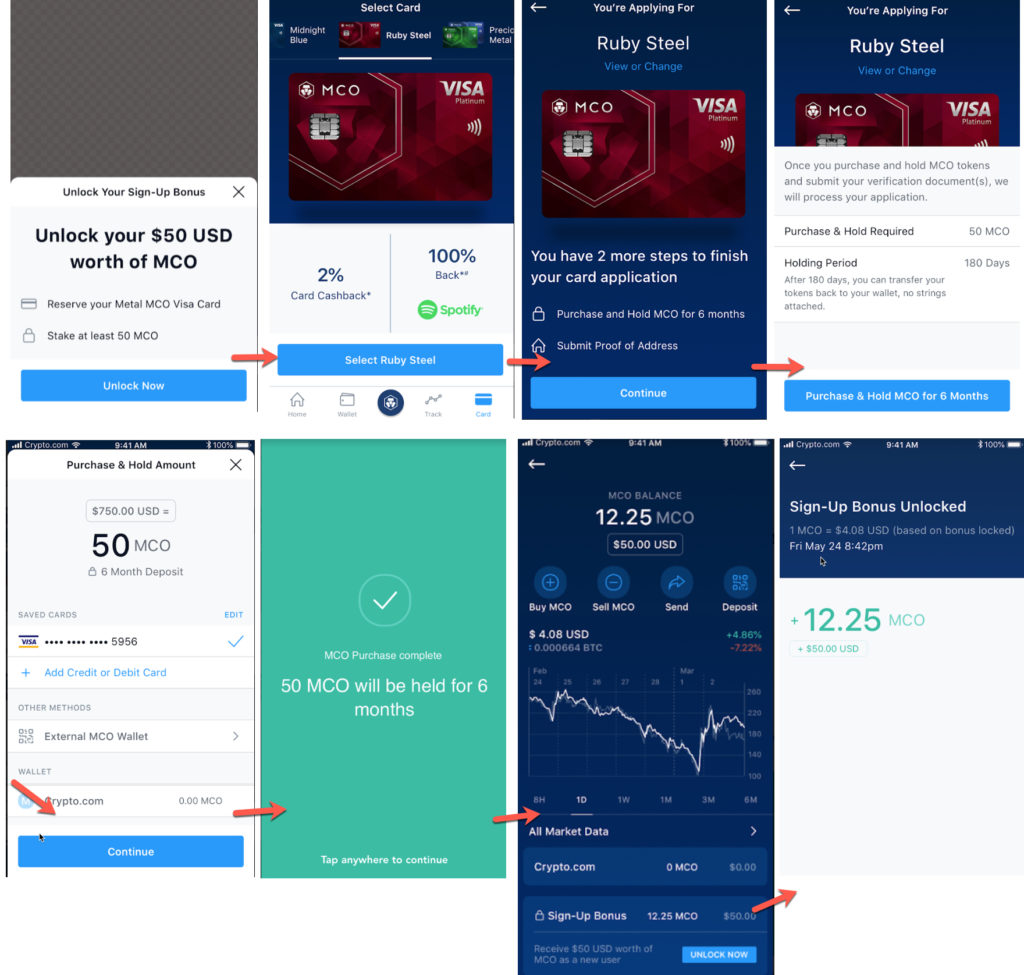 Unlock Your Sign-Up Bonus
Unlock your $50 USD
worth of MCO
Reserve your Metal MCO Visa Card
Stake at least 50 MCO
Unlock Now
Select Card
Midnight
Blue
Ruby Steel
Precio
Metal
MCO
VISA
Platinum
2%
Card Cashback*
100%
Back*#
Spotify
Select Ruby Steel
Home
Wallet
Track
Card
You're Applying For
Ruby Steel
View or Change
MCO
VISA
Platinum
You have 2 more steps to finish
your card application
Purchase and Hold MCO for 6 months
Submit Proof of Address
Continue
You're Applying For
Ruby Steel
View or Change
MCO
VISA
Platinum
Once you purchase and hold MCO tokens
and submit your verification document(s), we
will process your application.
Purchase & Hold Required 50 MCO
Holding Period 180 Days
After 180 days, you can transfer your
tokens back to your wallet, no strings
attached.
Purchase & Hold MCO for 6 Months
Crypto.com 9:41 AM 100%
Purchase & Hold Amount
$750.00 USD =
50 MCO
6 Month Deposit
SAVED CARDS EDIT
VISA •••• •••• •••• 5956
+ Add Credit or Debit Card
OTHER METHODS
External MCO Wallet
WALLET
Crypto.com 0.00 MCO
Continue
MCO Purchase complete
50 MCO will be held for 6
months
Tap anywhere to continue
Crypto.com 9:41 AM 100%
MCO BALANCE
12.25 MCO
$50.00 USD
Buy MCO
Sell MCO
Send
Deposit
$ 4.08 USD +4.86%
0.000664 BTC -7.22%
Feb Mar
24 25 26 27 28 1 2
260
220
180
140
100
8H 1D 1W 1M 3M 6M
All Market Data
Crypto.com 0 MCO $0.00
Sign-Up Bonus 12.25 MCO $50.00
Receive $50 USD worth of
MCO as a new user
UNLOCK NOW
Crypto.com 9:41 AM 100%
Sign-Up Bonus Unlocked
1 MCO = $4.08 USD (based on bonus locked)
Fri May 24 8:42pm
+ 12.25 MCO
+ $50.00 USD